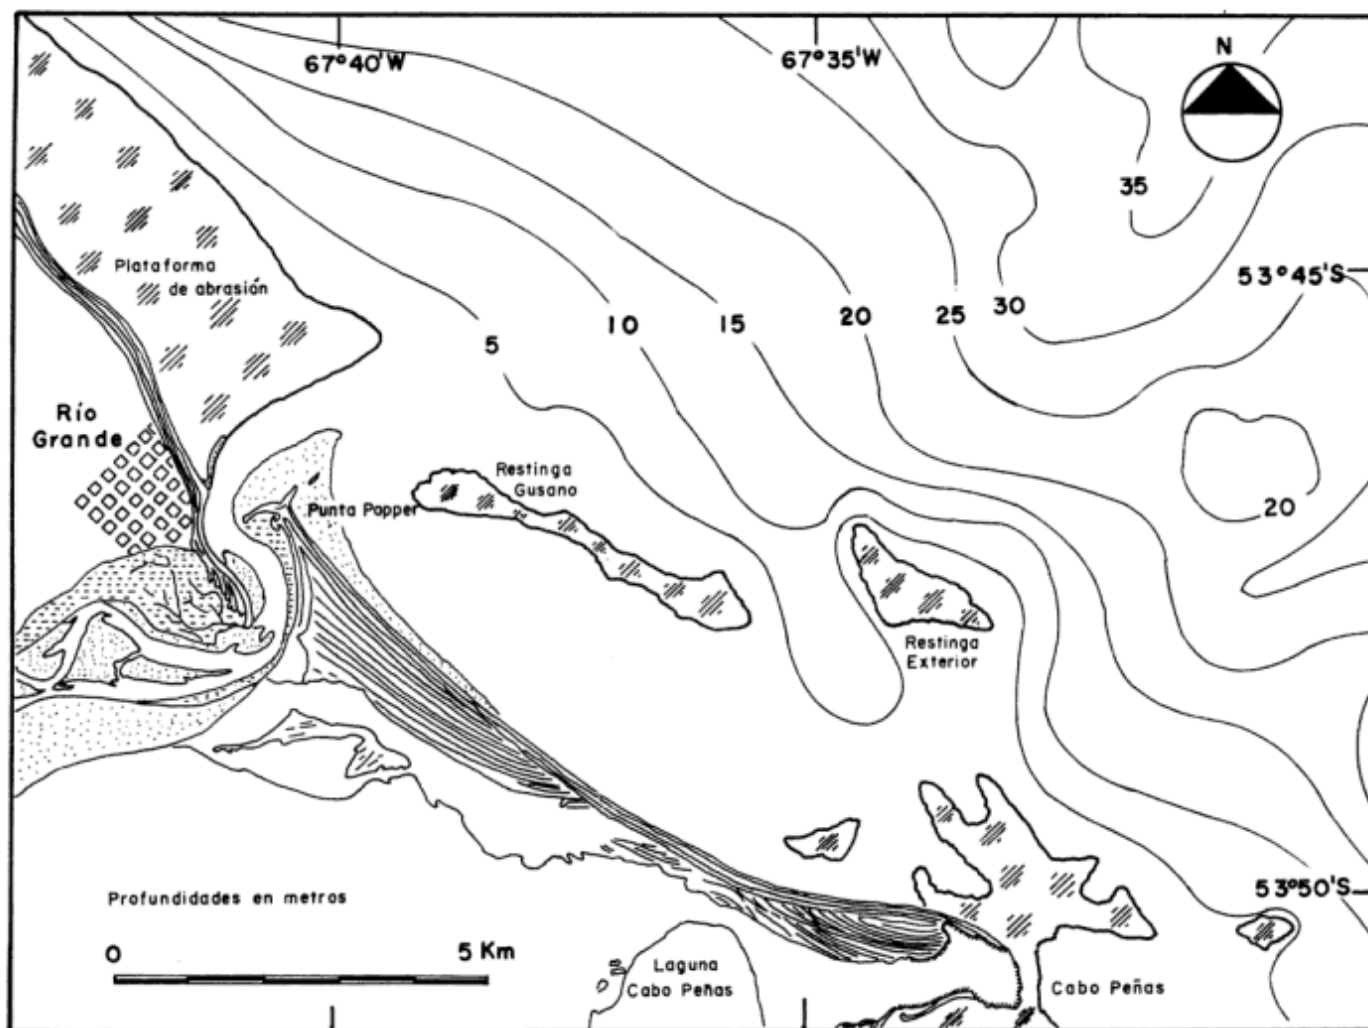 67°40'W
67°35'W
N
35
53°45'S
Plataforma
de abrasión
5
10
15
20
25
30
Río
Grande
Restinga
Gusano
Punta Popper
20
Restinga
Exterior
53°50'S
Profundidades en metros
0
5 Km
Laguna
Cabo Peñas
Cabo Peñas